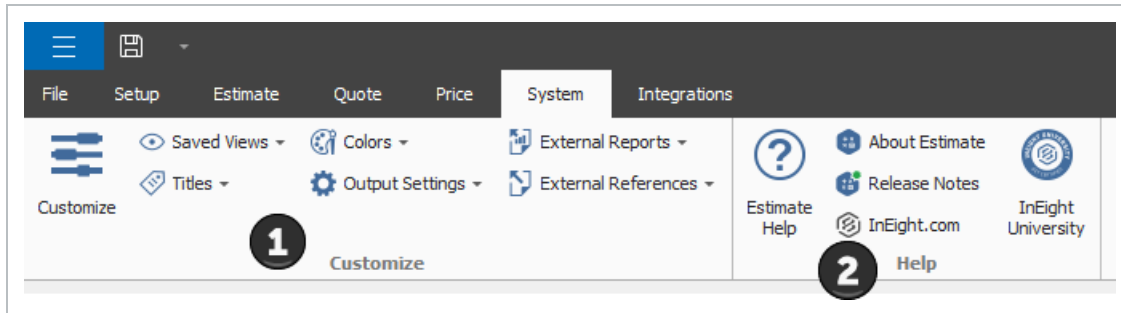 File Setup Estimate Quote Price System Integrations
Saved Views Colors External Reports About Estimate
Titles Output Settings External References Release Notes
Customize
Estimate Help
InEight.com
InEight University
1 Customize
2 Help